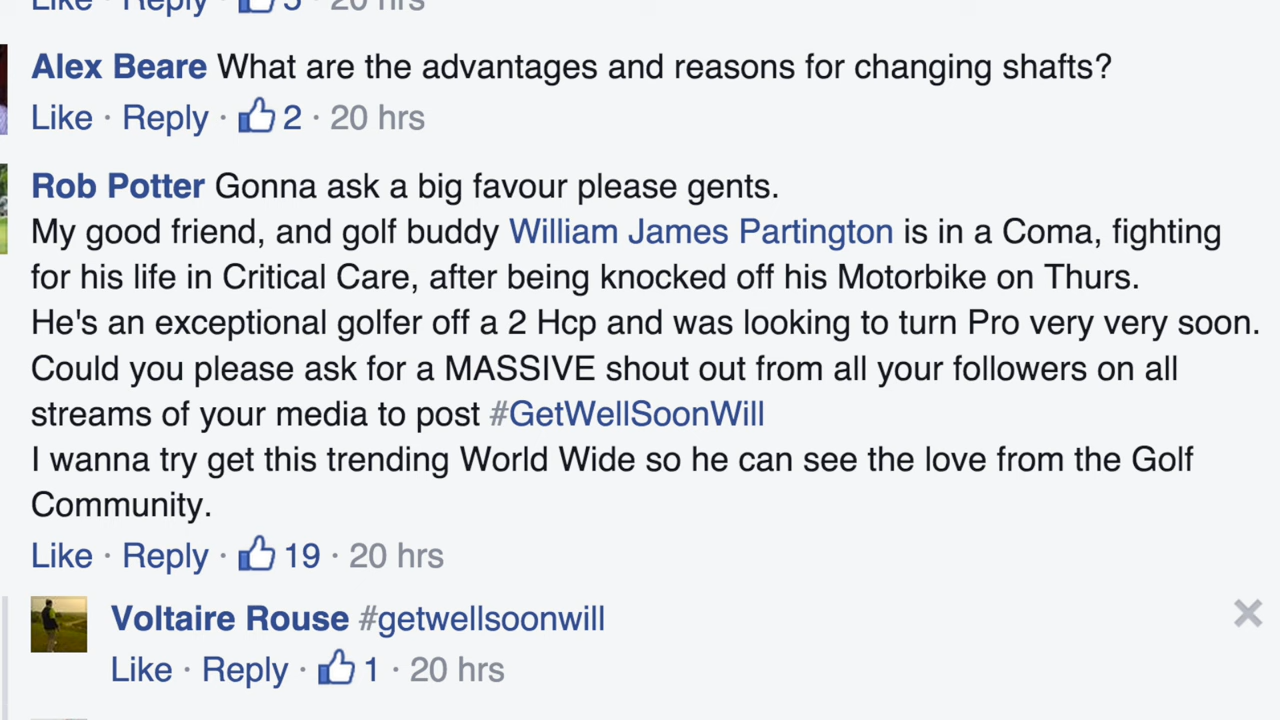 Like · Reply · 5 · 20 hrs
Alex Beare What are the advantages and reasons for changing shafts?
Like · Reply · 2 · 20 hrs
Rob Potter Gonna ask a big favour please gents.
My good friend, and golf buddy William James Partington is in a Coma, fighting
for his life in Critical Care, after being knocked off his Motorbike on Thurs.
He's an exceptional golfer off a 2 Hcp and was looking to turn Pro very very soon.
Could you please ask for a MASSIVE shout out from all your followers on all
streams of your media to post #GetWellSoonWill
I wanna try get this trending World Wide so he can see the love from the Golf
Community.
Like · Reply · 19 · 20 hrs
Voltaire Rouse #getwellsoonwill
Like · Reply · 1 · 20 hrs